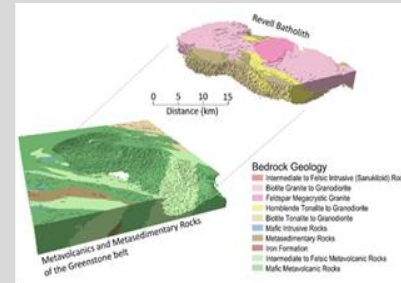 Revell Batholith
0 5 10 15
Distance (km)
Metavolcanics and Metasedimentary Rocks
of the Greenstone belt
Bedrock Geology
Intermediate to Felsic Intrusive (Sanukitoid) Roc
Biotite Granite to Granodiorite
Feldspar Megacrystic Granite
Hornblende Tonalite to Granodiorite
Biotite Tonalite to Granodiorite
Mafic Intrusive Rocks
Metasedimentary Rocks
Iron Formation
Intermediate to Felsic Metavolcanic Rocks
Mafic Metavolcanic Rocks